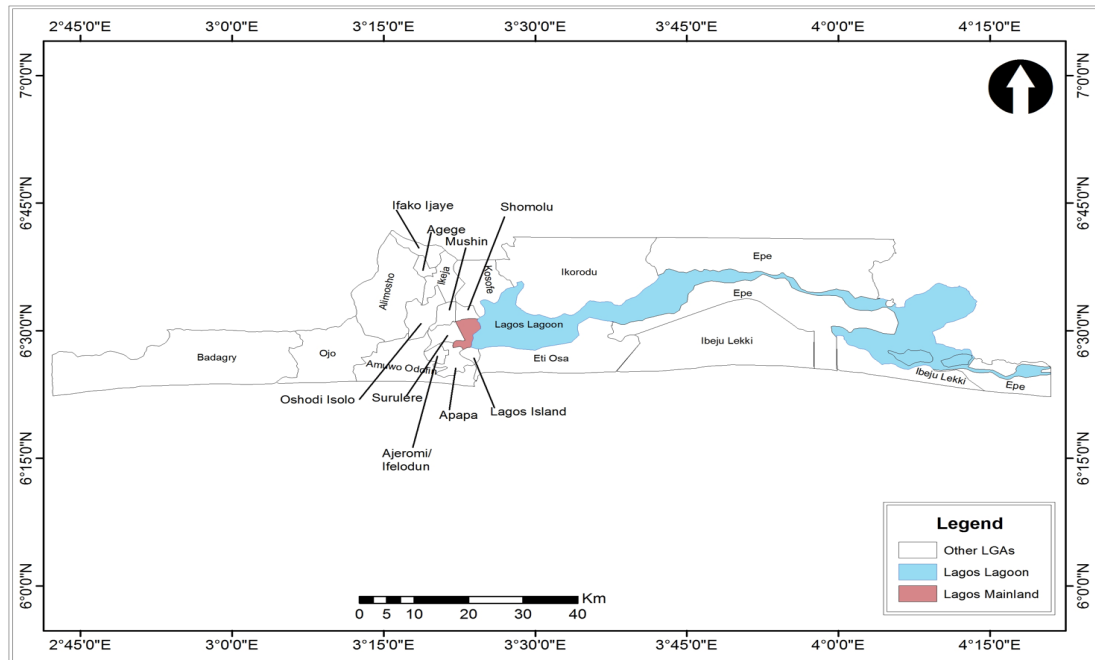 2°45'0"E 3°0'0"E 3°15'0"E 3°30'0"E 3°45'0"E 4°0'0"E 4°15'0"E
7°0'0"N 7°0'0"N
6°45'0"N 6°45'0"N
Ifako Ijaye
Shomolu
Agege
Mushin
Epe
Ikorodu
Kosofe
Ikeja
Alimosho
Epe
6°30'0"N 6°30'0"N
Lagos Lagoon
Badagry
Ojo
Eti Osa
Ibeju Lekki
Amuwo Odofin
Ibeju Lekki
Epe
Oshodi Isolo
Surulere
Lagos Island
Apapa
Ajeromi/
Ifelodun
6°15'0"N 6°15'0"N
Legend
Other LGAs
Lagos Lagoon
Lagos Mainland
6°0'0"N 6°0'0"N
Km
0 5 10 20 30 40
2°45'0"E 3°0'0"E 3°15'0"E 3°30'0"E 3°45'0"E 4°0'0"E 4°15'0"E